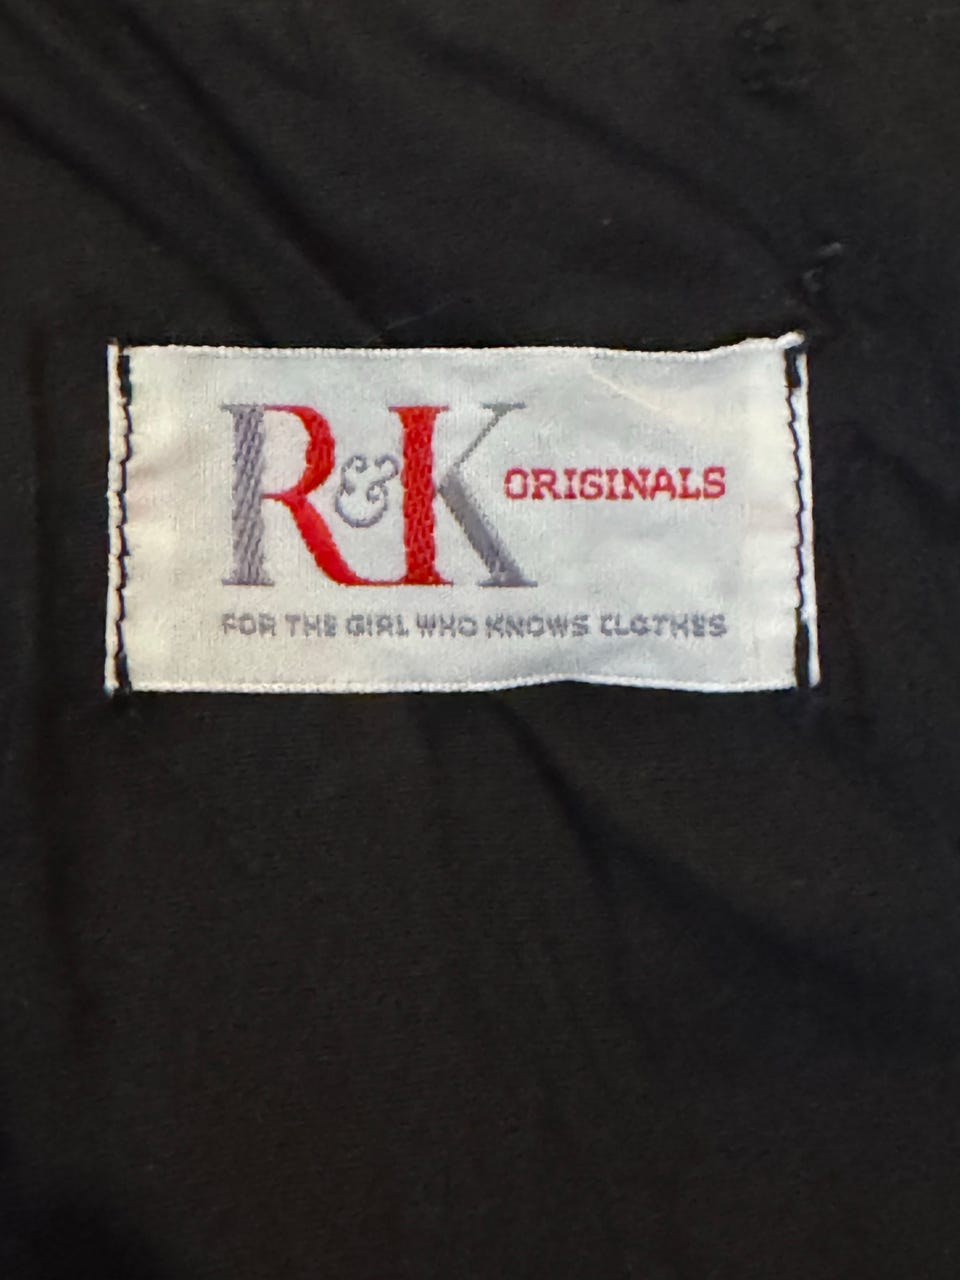 R&K ORIGINALS
FOR THE GIRL WHO KNOWS CLOTHES